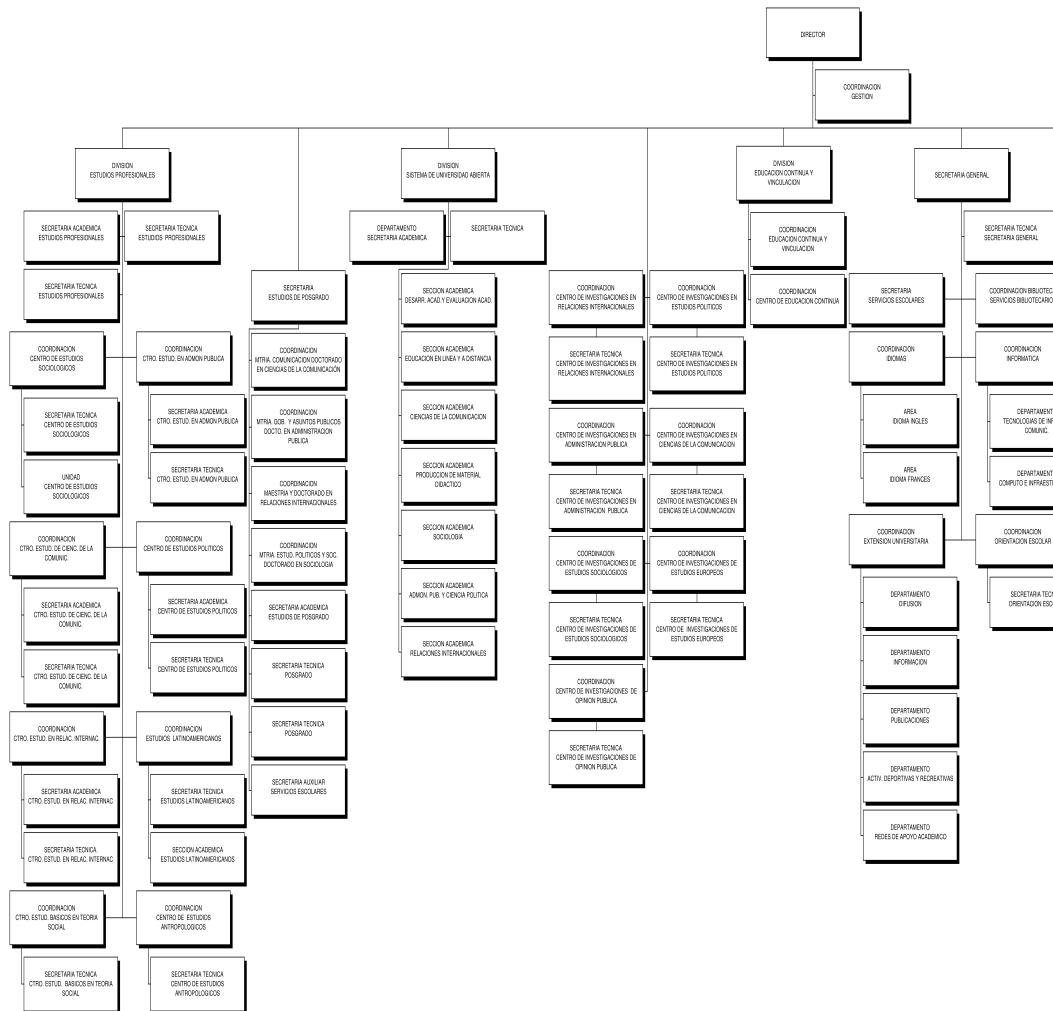 DIRECTOR
COORDINACION
GESTION
DIVISION
ESTUDIOS PROFESIONALES
SECRETARIA ACADEMICA
ESTUDIOS PROFESIONALES
SECRETARIA TECNICA
ESTUDIOS PROFESIONALES
SECRETARIA TECNICA
ESTUDIOS PROFESIONALES
COORDINACION
CENTRO DE ESTUDIOS
SOCIOLOGICOS
COORDINACION
CTRO. ESTUD. EN ADMON PUBLICA
SECRETARIA TECNICA
CENTRO DE ESTUDIOS
SOCIOLOGICOS
SECRETARIA ACADEMICA
CTRO. ESTUD. EN ADMON PUBLICA
UNIDAD
CENTRO DE ESTUDIOS
SOCIOLOGICOS
SECRETARIA TECNICA
CTRO. ESTUD. EN ADMON PUBLICA
COORDINACION
CTRO. ESTUD. DE CIENC. DE LA
COMUNIC.
COORDINACION
CENTRO DE ESTUDIOS POLITICOS
SECRETARIA ACADEMICA
CTRO. ESTUD. DE CIENC. DE LA
COMUNIC.
SECRETARIA ACADEMICA
CENTRO DE ESTUDIOS POLITICOS
SECRETARIA TECNICA
CTRO. ESTUD. DE CIENC. DE LA
COMUNIC.
SECRETARIA TECNICA
CENTRO DE ESTUDIOS POLITICOS
COORDINACION
CTRO. ESTUD. EN RELAC. INTERNAC.
COORDINACION
ESTUDIOS LATINOAMERICANOS
SECRETARIA ACADEMICA
CTRO. ESTUD. EN RELAC. INTERNAC
SECRETARIA TECNICA
ESTUDIOS LATINOAMERICANOS
SECRETARIA TECNICA.
CTRO. ESTUD. EN RELAC. INTERNAC
SECCION ACADEMICA
ESTUDIOS LATINOAMERICANOS
COORDINACION
CTRO. ESTUD. BASICOS EN TEORIA
SOCIAL
COORDINACION
CENTRO DE ESTUDIOS
ANTROPOLOGICOS
SECRETARIA TECNICA
CTRO. ESTUD. BASICOS EN TEORIA
SOCIAL
SECRETARIA TECNICA
CENTRO DE ESTUDIOS
ANTROPOLOGICOS
SECRETARIA
ESTUDIOS DE POSGRADO
COORDINACION
MTRIA. COMUNICACION DOCTORADO
EN CIENCIAS DE LA COMUNICACIÓN
COORDINACION
MTRIA. GOB. Y ASUNTOS PUBLICOS
DOCTO. EN ADMINISTRACION
PUBLICA
COORDINACION
MAESTRIA Y DOCTORADO EN
RELACIONES INTERNACIONALES
COORDINACION
MTRIA. ESTUD. POLITICOS Y SOC.
DOCTORADO EN SOCIOLOGIA
SECRETARIA ACADEMICA
ESTUDIOS DE POSGRADO
SECRETARIA TECNICA
POSGRADO
SECRETARIA TECNICA
POSGRADO
SECRETARIA AUXILIAR
SERVICIOS ESCOLARES
DIVISION
SISTEMA DE UNIVERSIDAD ABIERTA
DEPARTAMENTO
SECRETARIA ACADEMICA
SECRETARIA TECNICA
SECCION ACADEMICA
DESARR. ACAD.Y EVALUACION ACAD.
SECCION ACADEMICA
EDUCACION EN LINEA Y A DISTANCIA
SECCION ACADEMICA
CIENCIAS DE LA COMUNICACION
SECCION ACADEMICA
PRODUCCION DE MATERIAL
DIDACTICO
SECCION ACADEMICA
SOCIOLOGIA
SECCION ACADEMICA
ADMON. PUB. Y CIENCIA POLITICA
SECCION ACADEMICA
RELACIONES INTERNACIONALES
COORDINACION
CENTRO DE INVESTIGACIONES EN
RELACIONES INTERNACIONALES
COORDINACION
CENTRO DE INVESTIGACIONES EN
ESTUDIOS POLITICOS
SECRETARIA TECNICA
CENTRO DE INVESTIGACIONES EN
RELACIONES INTERNACIONALES
SECRETARIA TECNICA
CENTRO DE INVESTIGACIONES EN
ESTUDIOS POLITICOS
COORDINACION
CENTRO DE INVESTIGACIONES EN
ADMINISTRACION PUBLICA
COORDINACION
CENTRO DE INVESTIGACIONES EN
CIENCIAS DE LA COMUNICACION
SECRETARIA TECNICA
CENTRO DE INVESTIGACIONES EN
ADMINISTRACION PUBLICA
SECRETARIA TECNICA
CENTRO DE INVESTIGACIONES EN
CIENCIAS DE LA COMUNICACION
COORDINACION
CENTRO DE INVESTIGACIONES DE
ESTUDIOS SOCIOLOGICOS
COORDINACION
CENTRO DE INVESTIGACIONES DE
ESTUDIOS EUROPEOS
SECRETARIA TECNICA
CENTRO DE INVESTIGACIONES DE
ESTUDIOS SOCIOLOGICOS
SECRETARIA TECNICA
CENTRO DE INVESTIGACIONES DE
ESTUDIOS EUROPEOS
COORDINACION
CENTRO DE INVESTIGACIONES DE
OPINION PUBLICA
SECRETARIA TECNICA
CENTRO DE INVESTIGACIONES DE
OPINION PUBLICA
DIVISION
EDUCACION CONTINUA Y
VINCULACION
COORDINACION
EDUCACION CONTINUA Y
VINCULACION
COORDINACION
CENTRO DE EDUCACION CONTINUA
SECRETARIA GENERAL
SECRETARIA TECNICA
SECRETARIA GENERAL
SECRETARIA
SERVICIOS ESCOLARES
COORDINACION BIBLIOTECA
SERVICIOS BIBLIOTECARIO
COORDINACION
IDIOMAS
COORDINACION
INFORMATICA
AREA
IDIOMA INGLES
DEPARTAMENTO
TECNOLOGIAS DE INF
COMUNIC.
AREA
IDIOMA FRANCES
DEPARTAMENTO
COMPUTO E INFRAEST
COORDINACION
EXTENSION UNIVERSITARIA
COORDINACION
ORIENTACION ESCOLAR
DEPARTAMENTO
DIFUSION
SECRETARIA TECN
ORIENTACION ESCO
DEPARTAMENTO
INFORMACION
DEPARTAMENTO
PUBLICACIONES
DEPARTAMENTO
ACTIV. DEPORTIVAS Y RECREATIVAS
DEPARTAMENTO
REDES DE APOYO ACADEMICO